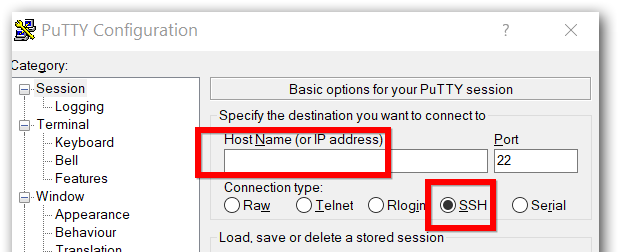 PuTTY Configuration
Category:
Session
Logging
Terminal
Keyboard
Bell
Features
Window
Appearance
Behaviour
Translation
Basic options for your PuTTY session
Specify the destination you want to connect to
Host Name (or IP address)
Port
22
Connection type:
Raw
Telnet
Rlogin
SSH
Serial
Load, save or delete a stored session